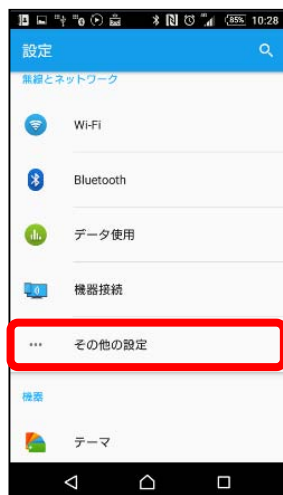 85% 10:28
設定
無線とネットワーク
Wi-Fi
Bluetooth
データ使用
機器接続
その他の設定
機器
テーマ